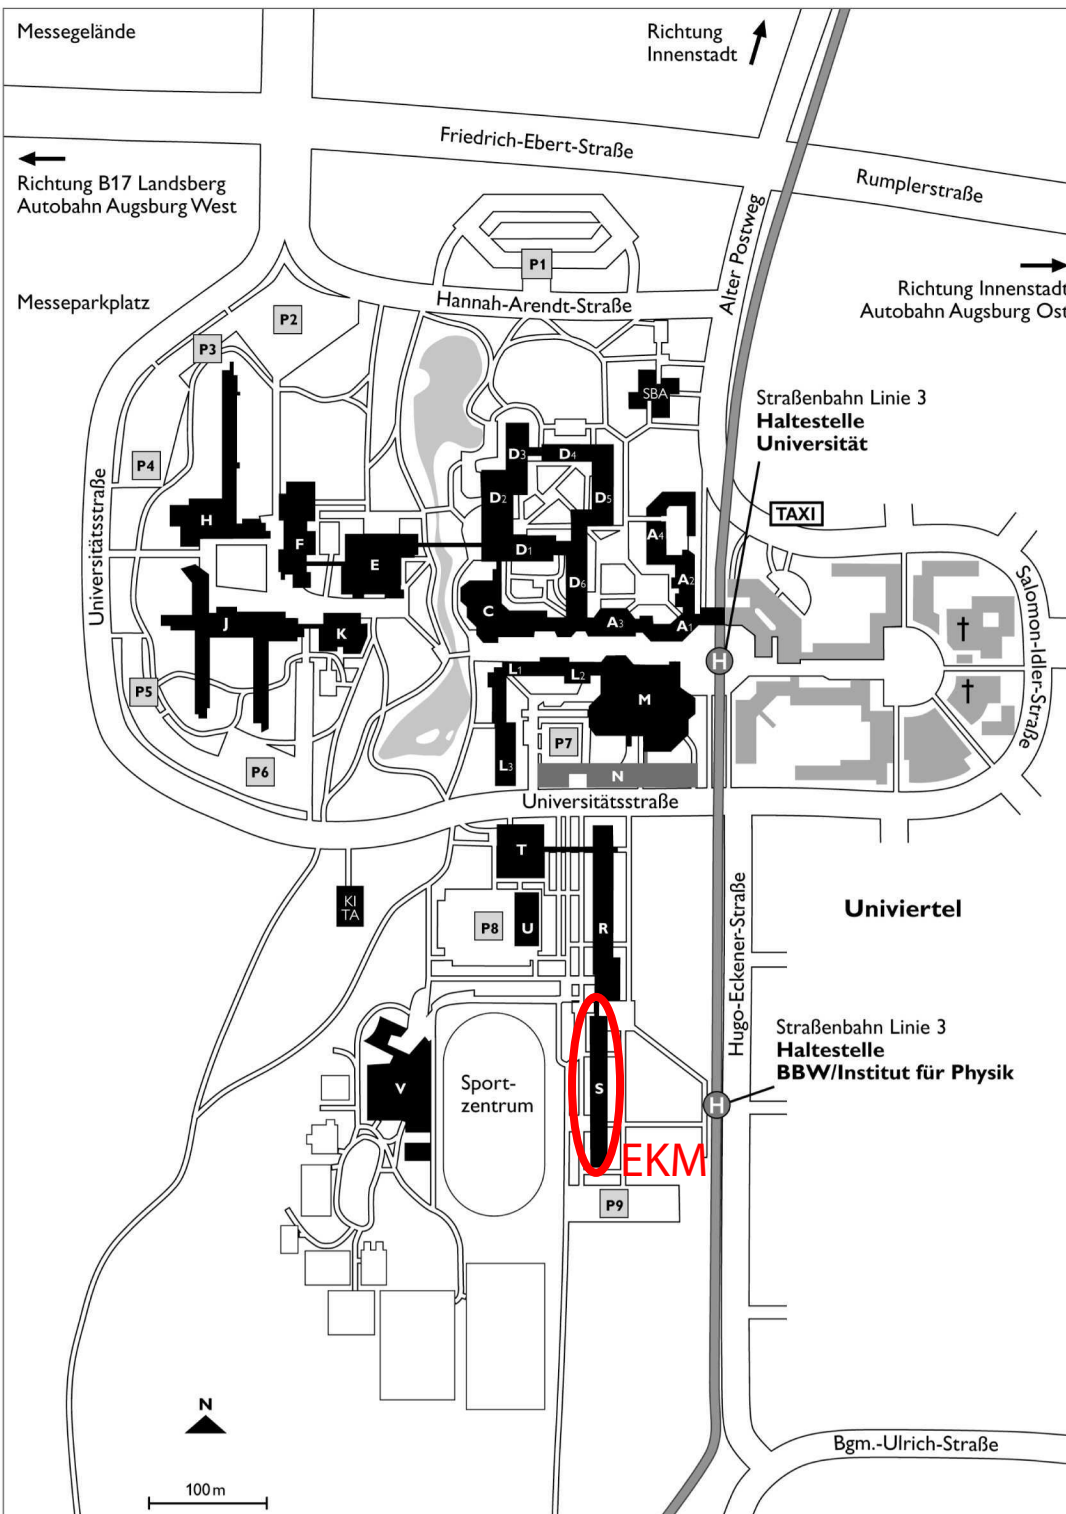 Messegelände
Richtung
Innenstadt
Friedrich-Ebert-Straße
Richtung B17 Landsberg
Autobahn Augsburg West
Rumplerstraße
Alter Postweg
P1
Richtung Innenstadt
Autobahn Augsburg Ost
Messeparkplatz
Hannah-Arendt-Straße
P2
P3
SBA
Straßenbahn Linie 3
Haltestelle
Universität
D3
D4
P4
D2
D5
TAXI
H
F
A4
Universitätsstraße
D1
E
D6
A2
Salomon-Idler-Straße
C
J
K
A3
A1
H
L1
L2
P5
M
P7
P6
L3
N
Universitätsstraße
T
KI
TA
P8
U
R
Hugo-Eckener-Straße
Univiertel
Straßenbahn Linie 3
Haltestelle
BBW/Institut für Physik
V
Sport-
zentrum
S
H
EKM
P9
N
Bgm.-Ulrich-Straße
100 m